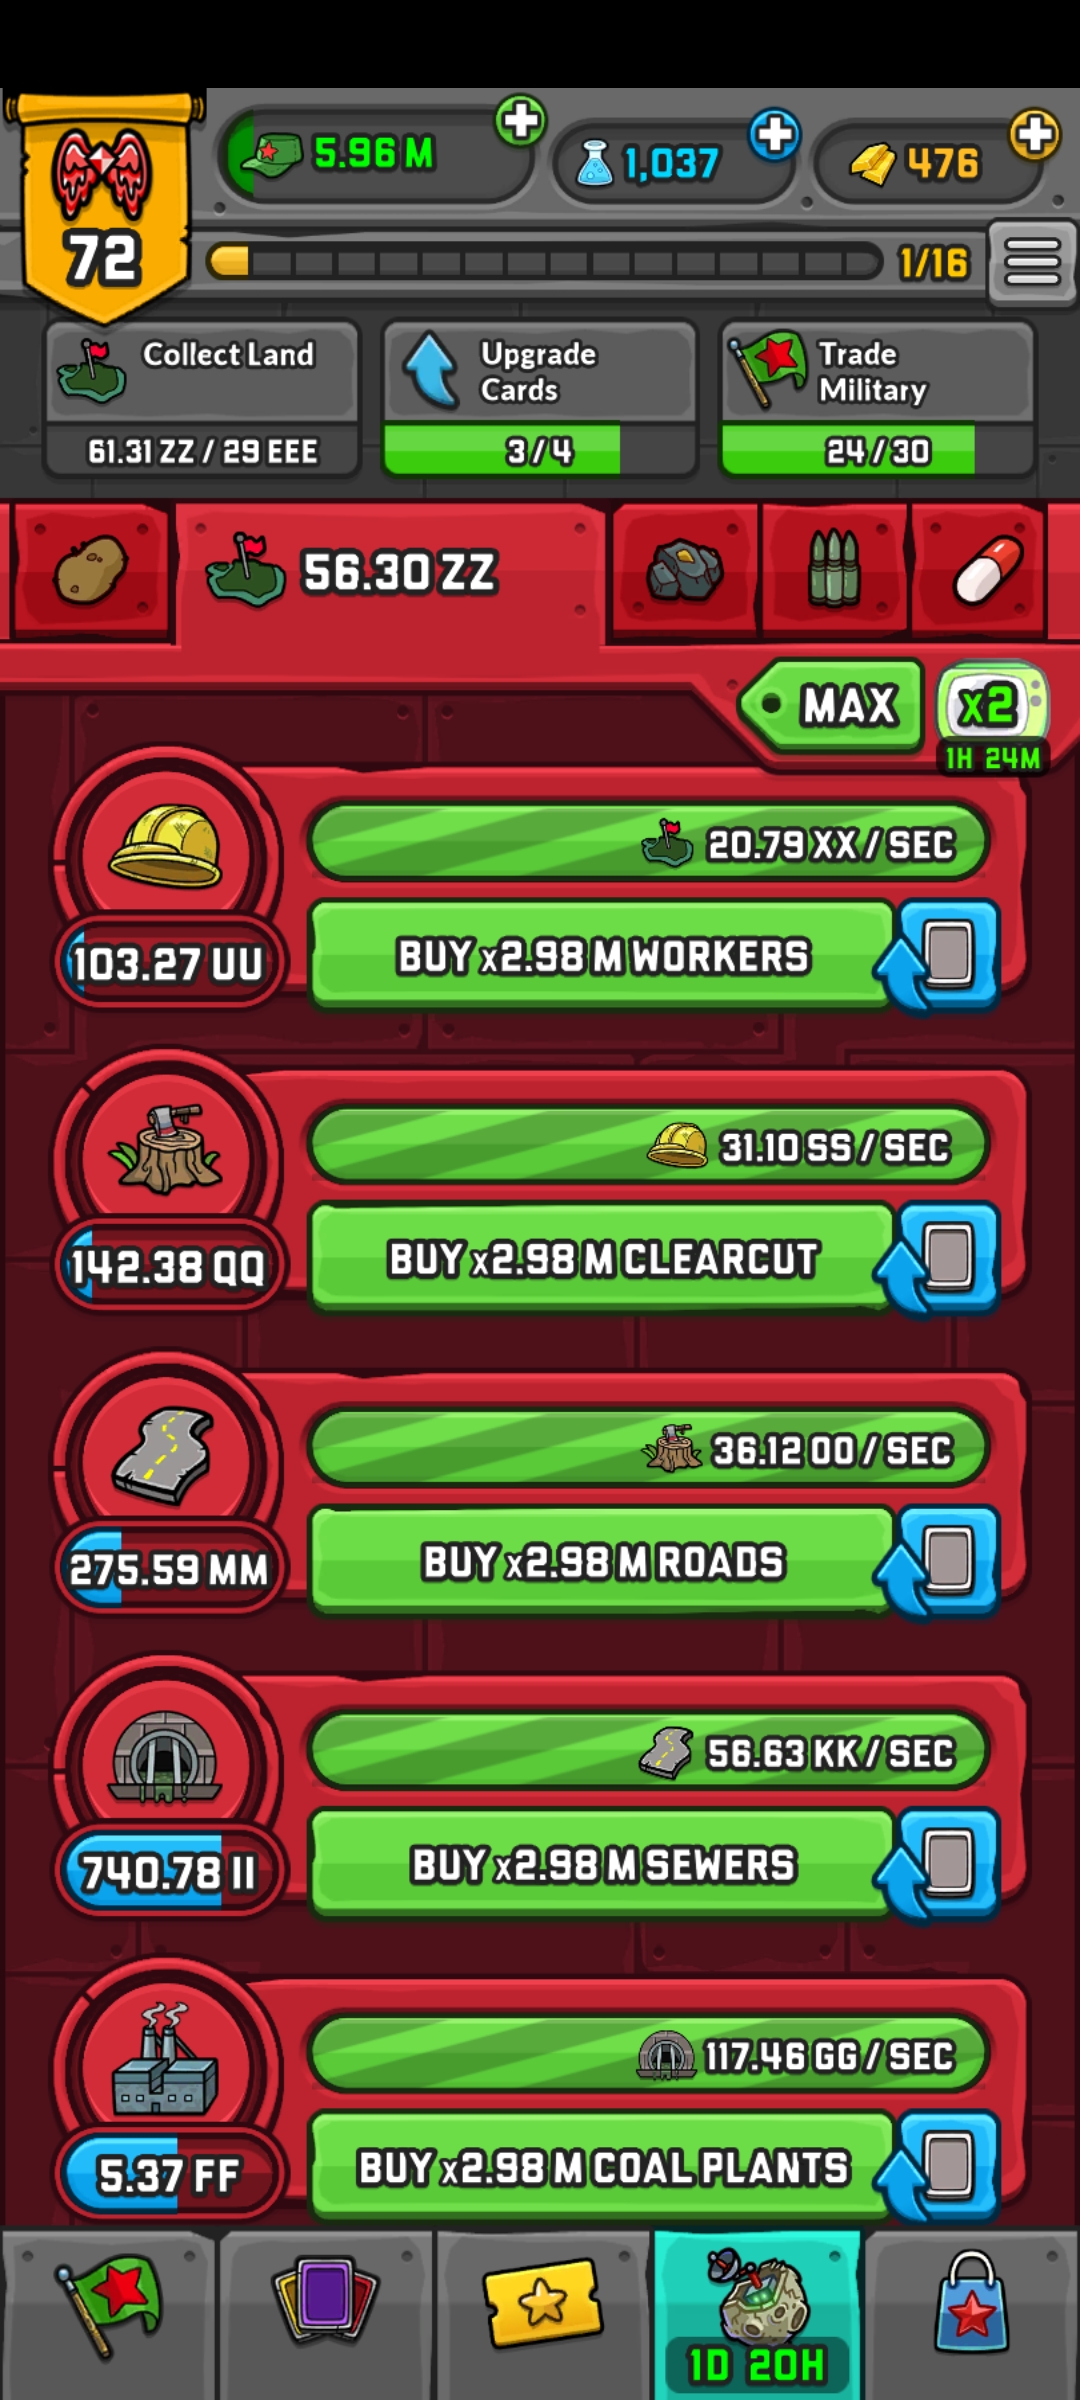 5.96 M
1,037
476
72
1/16
Collect Land
61.31 ZZ / 29 EEE
Upgrade
Cards
3/4
Trade
Military
24/30
56.30 ZZ
MAX
x2
1H 24M
20.79 XX / SEC
103.27 UU
BUY x2.98 M WORKERS
31.10 SS / SEC
142.38 QQ
BUY x2.98 M CLEARCUT
36.12 OO / SEC
275.59 MM
BUY x2.98 M ROADS
56.63 KK / SEC
740.78 II
BUY x2.98 M SEWERS
117.46 GG / SEC
5.37 FF
BUY x2.98 M COAL PLANTS
1D 20H